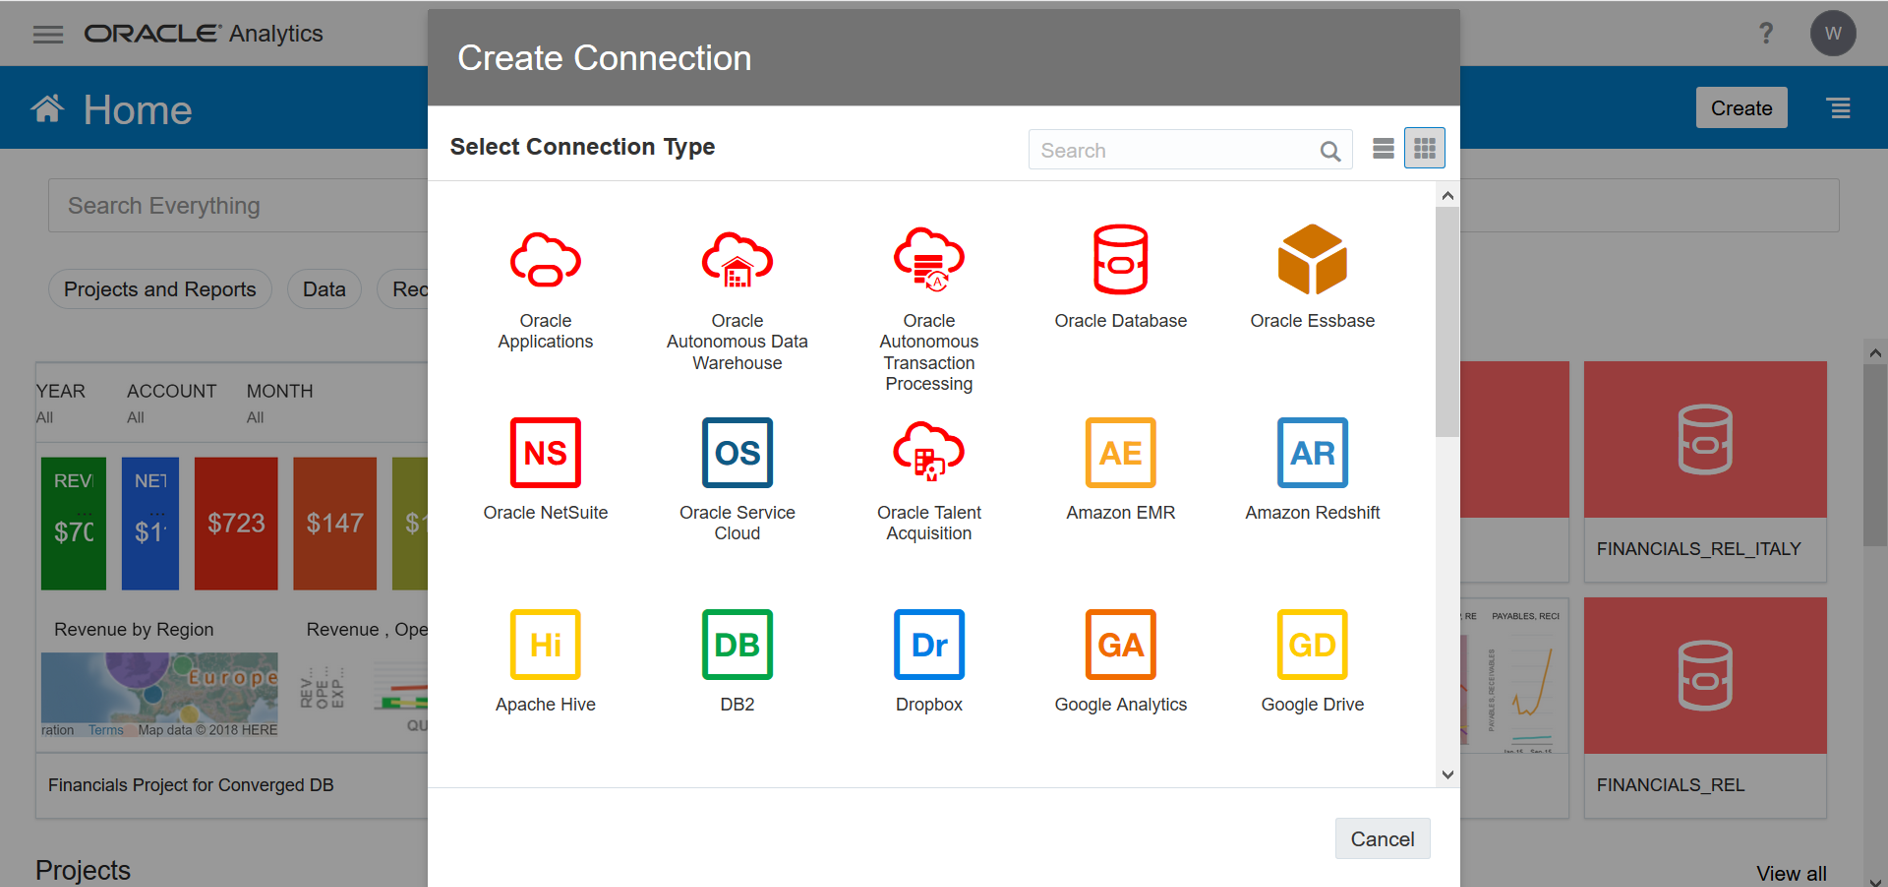 ORACLE® Analytics
?
W
Create Connection
Home
Create
Select Connection Type
Search
Search Everything
Projects and Reports
Data
Rec
Oracle
Applications
Oracle
Autonomous Data
Warehouse
Oracle
Autonomous
Transaction
Processing
Oracle Database
Oracle Essbase
YEAR
ACCOUNT
MONTH
All
All
All
REV
...
$70
NET
...
$1
$723
$147
$1
NS
Oracle NetSuite
OS
Oracle Service
Cloud
Oracle Talent
Acquisition
AE
Amazon EMR
AR
Amazon Redshift
FINANCIALS_REL_ITALY
Revenue by Region
Revenue , Ope
Europe
ration
Terms
Map data © 2018 HERE
REV...
OPE...
EXP...
QU
Hi
Apache Hive
DB
DB2
Dr
Dropbox
GA
Google Analytics
GD
Google Drive
, RE
PAYABLES, RECI
PAYABLES, RECEIVABLES
Jan-15
Sep-15
Financials Project for Converged DB
FINANCIALS_REL
Cancel
Projects
View all